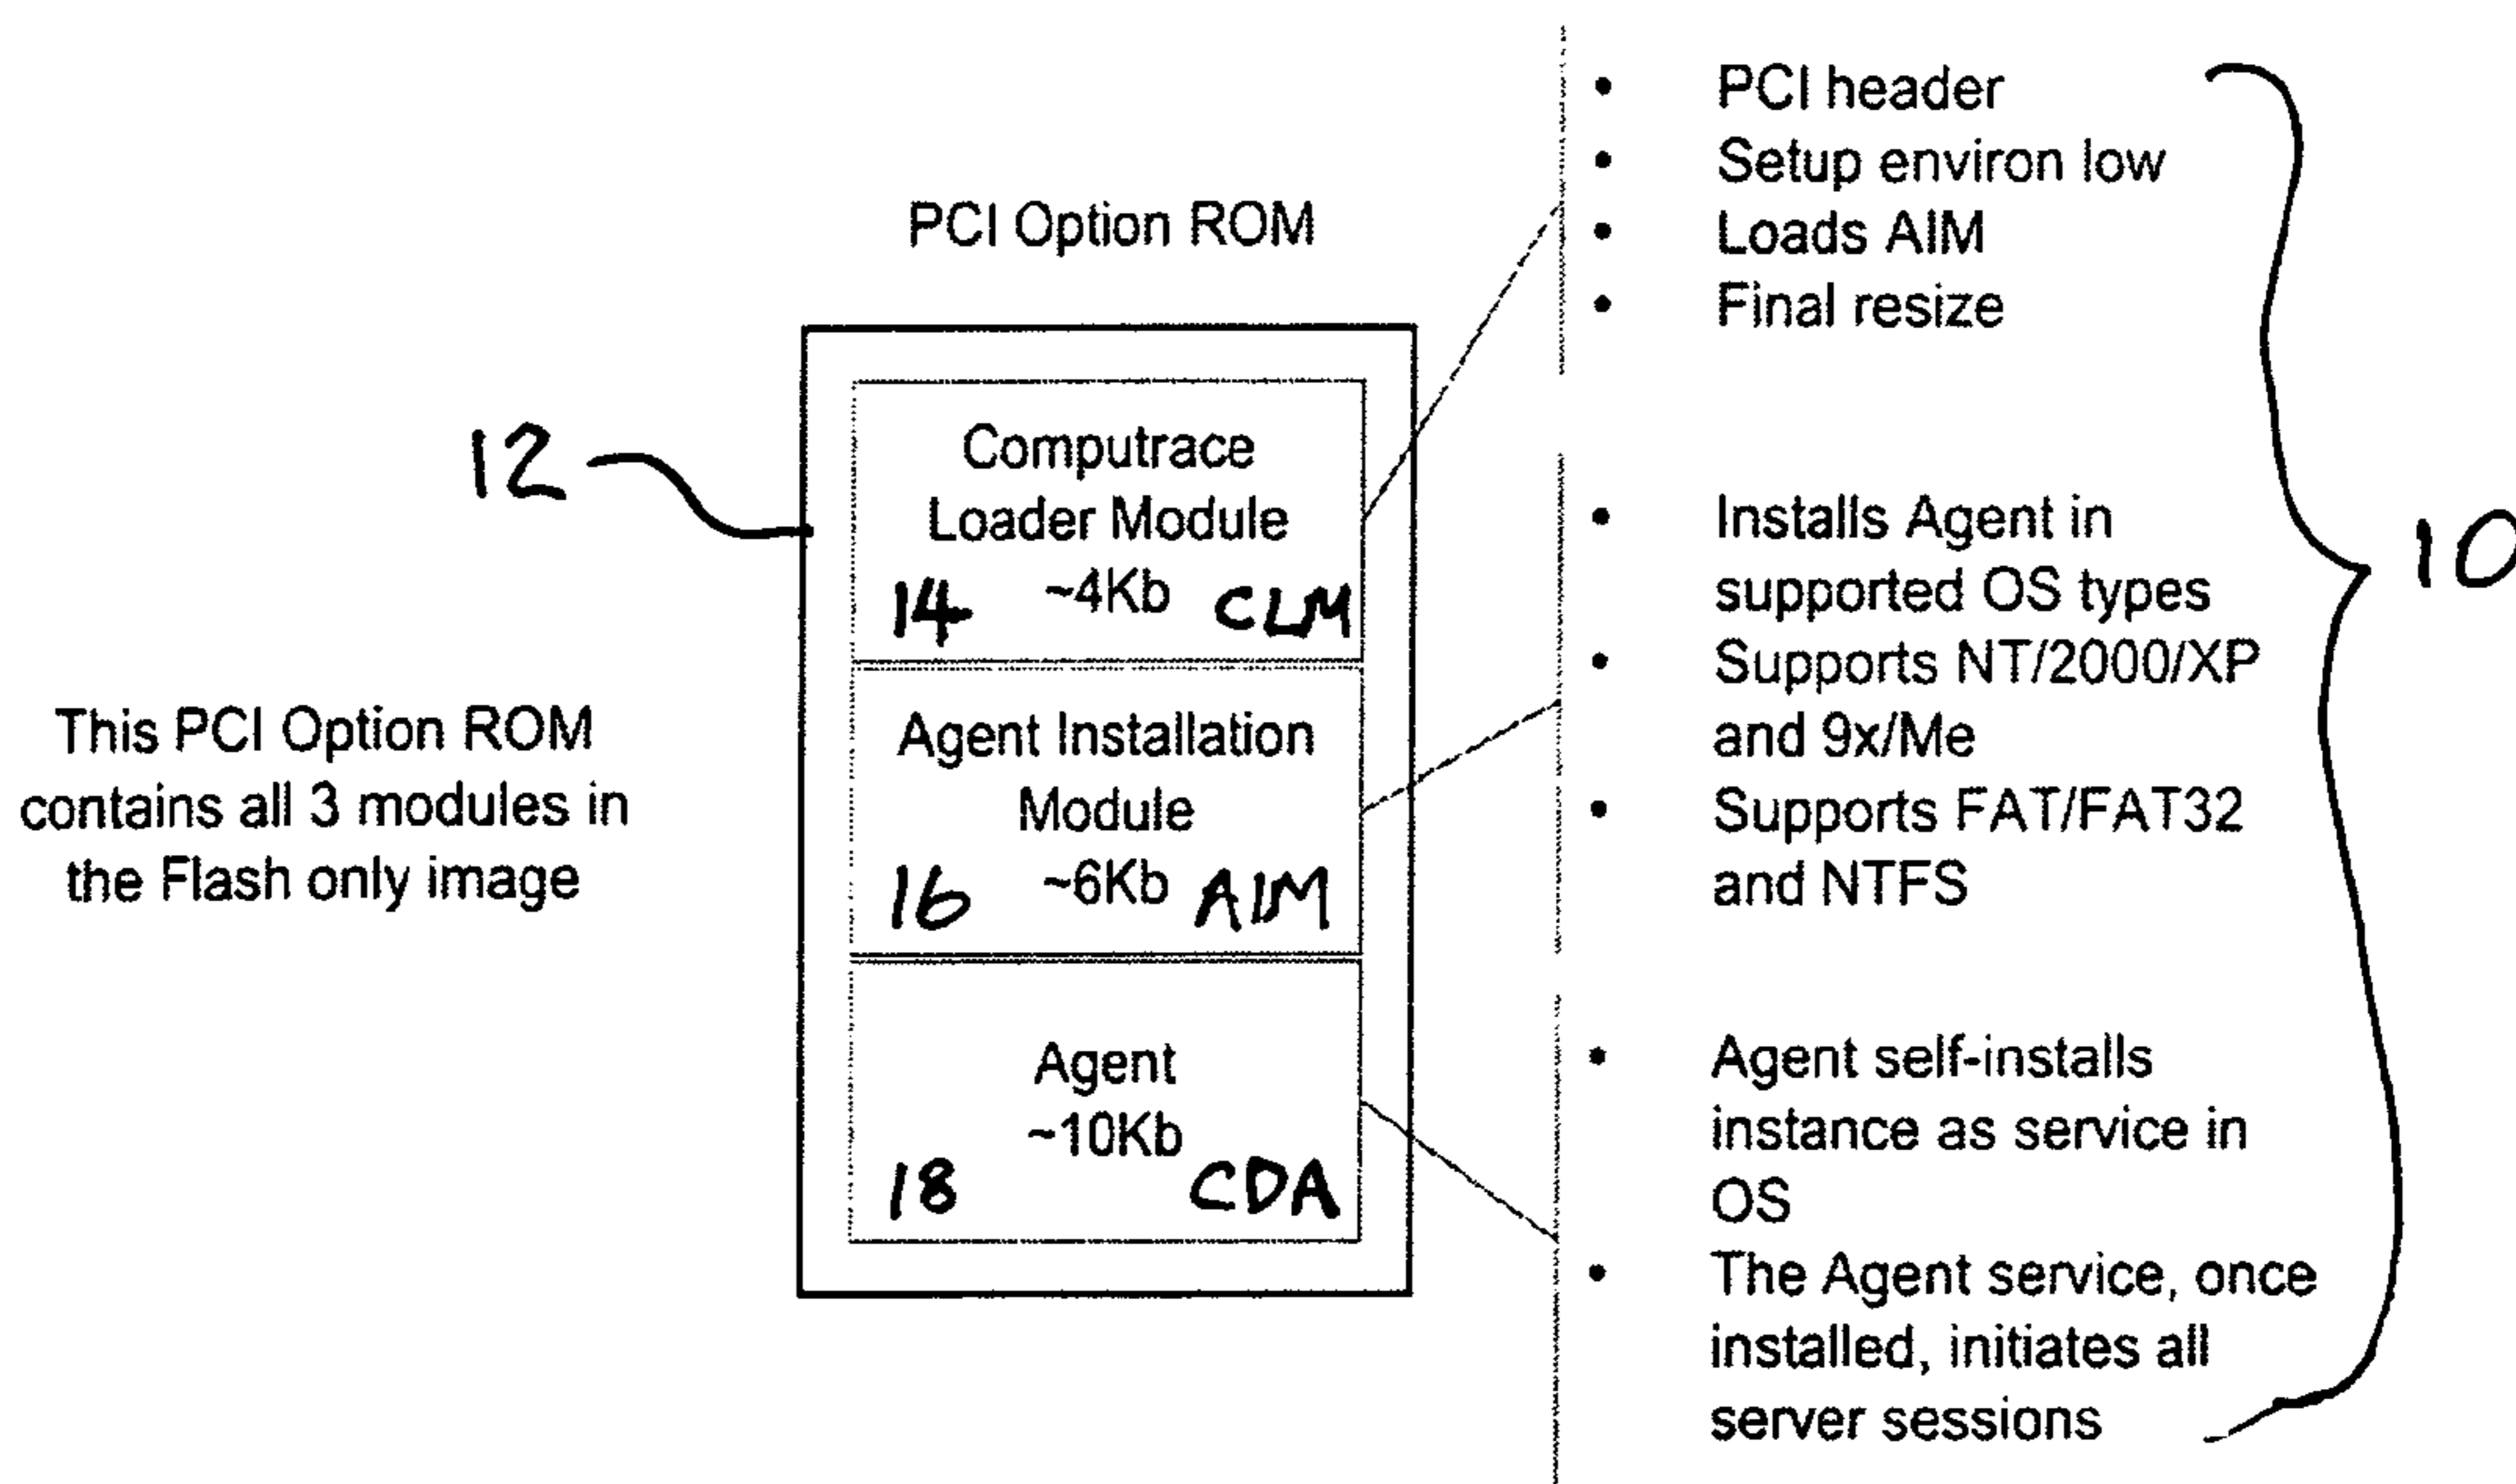 PCI Option ROM
12
Computrace
Loader Module
~4Kb
14
CLM
Agent Installation
Module
~6Kb
16
AIM
Agent
~10Kb
18
CDA
This PCI Option ROM
contains all 3 modules in
the Flash only image
• PCI header
• Setup environ low
• Loads AIM
• Final resize
• Installs Agent in
supported OS types
• Supports NT/2000/XP
and 9x/Me
• Supports FAT/FAT32
and NTFS
• Agent self-installs
instance as service in
OS
• The Agent service, once
installed, initiates all
server sessions
10